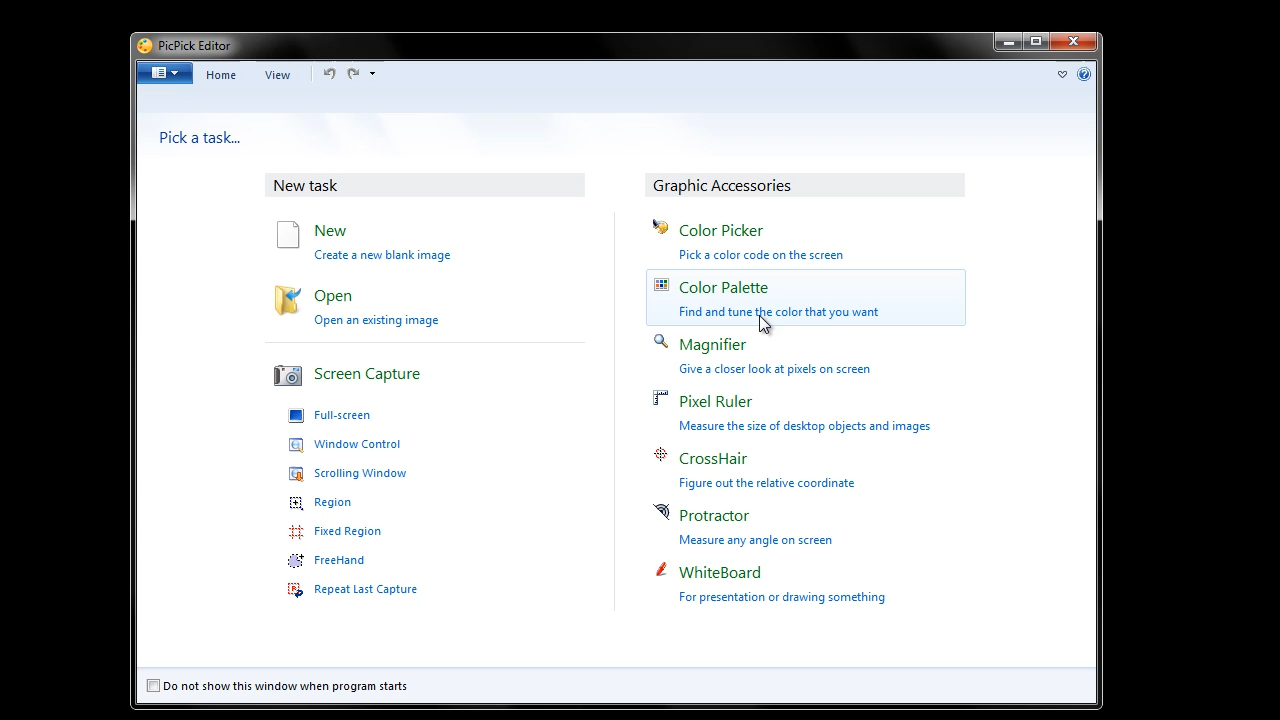 PicPick Editor
Home View
Pick a task...
New task
New
Create a new blank image
Open
Open an existing image
Screen Capture
Full-screen
Window Control
Scrolling Window
Region
Fixed Region
FreeHand
Repeat Last Capture
Graphic Accessories
Color Picker
Pick a color code on the screen
Color Palette
Find and tune the color that you want
Magnifier
Give a closer look at pixels on screen
Pixel Ruler
Measure the size of desktop objects and images
CrossHair
Figure out the relative coordinate
Protractor
Measure any angle on screen
WhiteBoard
For presentation or drawing something
Do not show this window when program starts